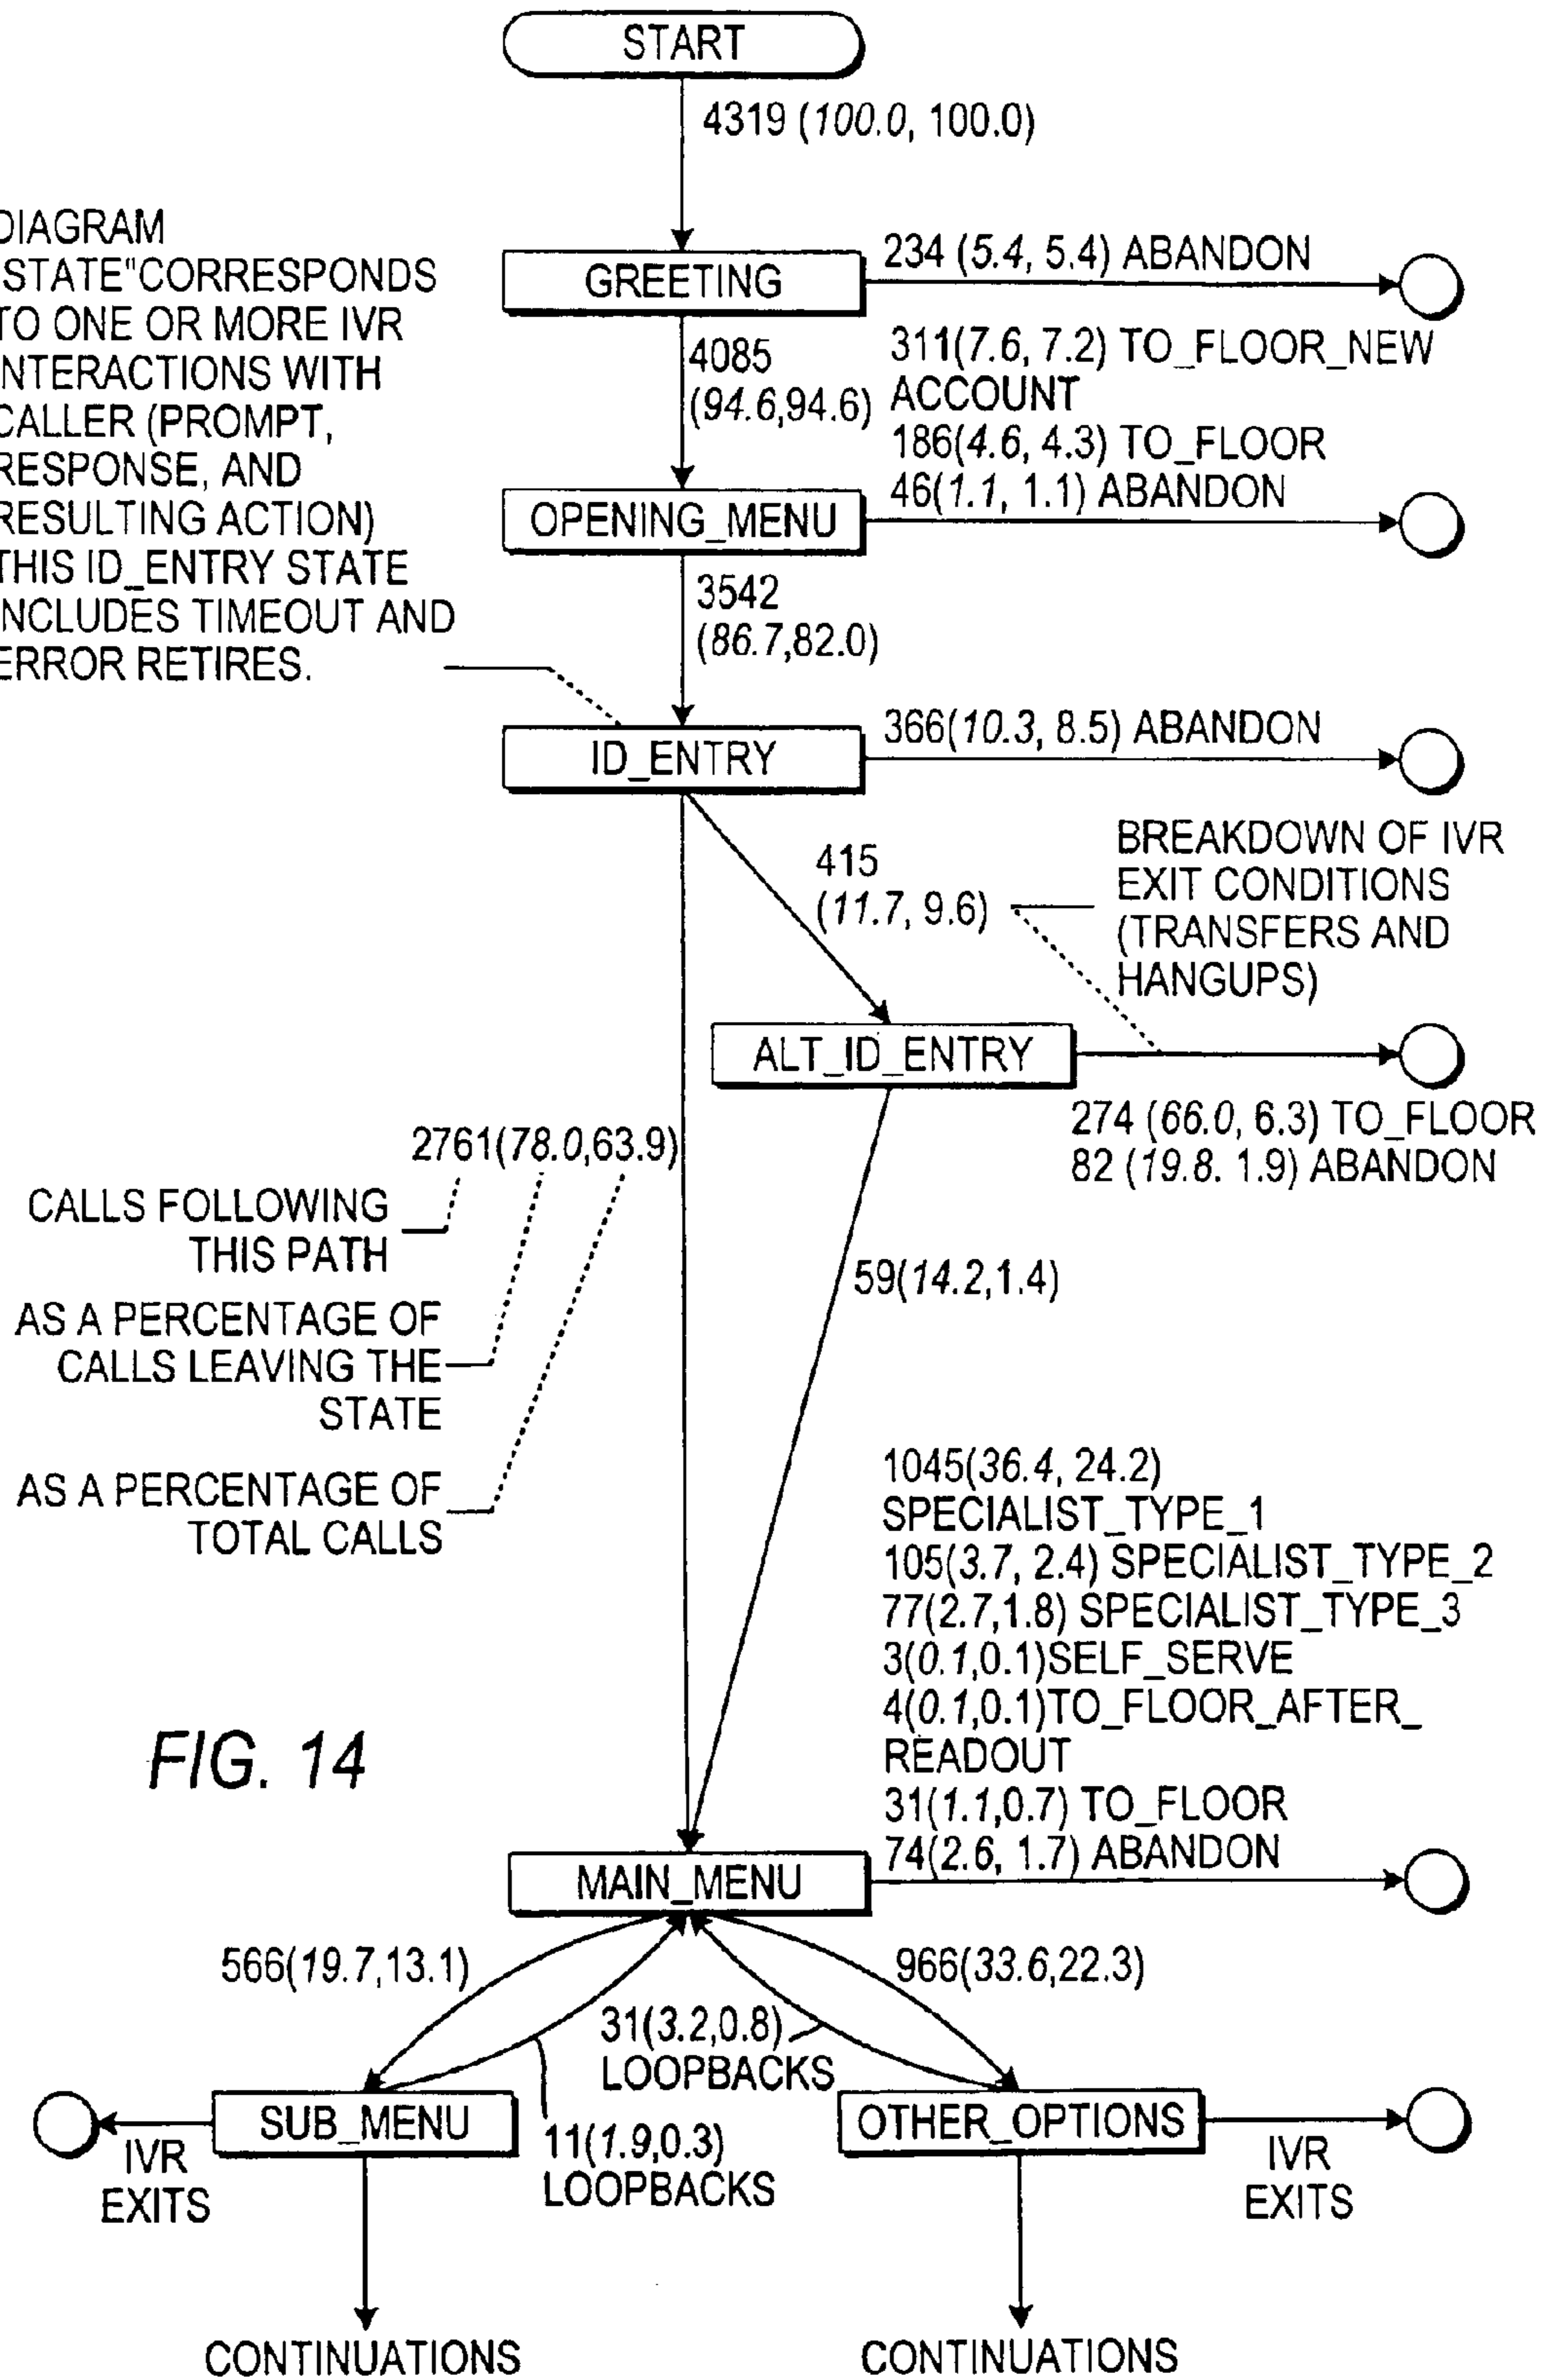 START
4319 (100.0, 100.0)
DIAGRAM
STATE"CORRESPONDS
TO ONE OR MORE IVR
INTERACTIONS WITH
CALLER (PROMPT,
RESPONSE, AND
RESULTING ACTION)
THIS ID_ENTRY STATE
INCLUDES TIMEOUT AND
ERROR RETIRES.
GREETING
234 (5.4, 5.4) ABANDON
4085
(94.6,94.6)
311(7.6, 7.2) TO_FLOOR_NEW
ACCOUNT
186(4.6, 4.3) TO_FLOOR
46(1.1, 1.1) ABANDON
OPENING_MENU
3542
(86.7,82.0)
ID_ENTRY
366(10.3, 8.5) ABANDON
415
(11.7, 9.6)
BREAKDOWN OF IVR
EXIT CONDITIONS
(TRANSFERS AND
HANGUPS)
ALT_ID_ENTRY
274 (66.0, 6.3) TO_FLOOR
82 (19.8. 1.9) ABANDON
2761(78.0,63.9)
CALLS FOLLOWING
THIS PATH
AS A PERCENTAGE OF
CALLS LEAVING THE
STATE
AS A PERCENTAGE OF
TOTAL CALLS
59(14.2,1.4)
1045(36.4, 24.2)
SPECIALIST_TYPE_1
105(3.7, 2.4) SPECIALIST_TYPE_2
77(2.7,1.8) SPECIALIST_TYPE_3
3(0.1,0.1)SELF_SERVE
4(0.1,0.1)TO_FLOOR_AFTER_
READOUT
31(1.1,0.7) TO_FLOOR
74(2.6, 1.7) ABANDON
FIG. 14
MAIN_MENU
566(19.7,13.1)
966(33.6,22.3)
31(3.2,0.8)
LOOPBACKS
SUB_MENU
11(1.9,0.3)
LOOPBACKS
OTHER_OPTIONS
IVR
EXITS
IVR
EXITS
CONTINUATIONS
CONTINUATIONS